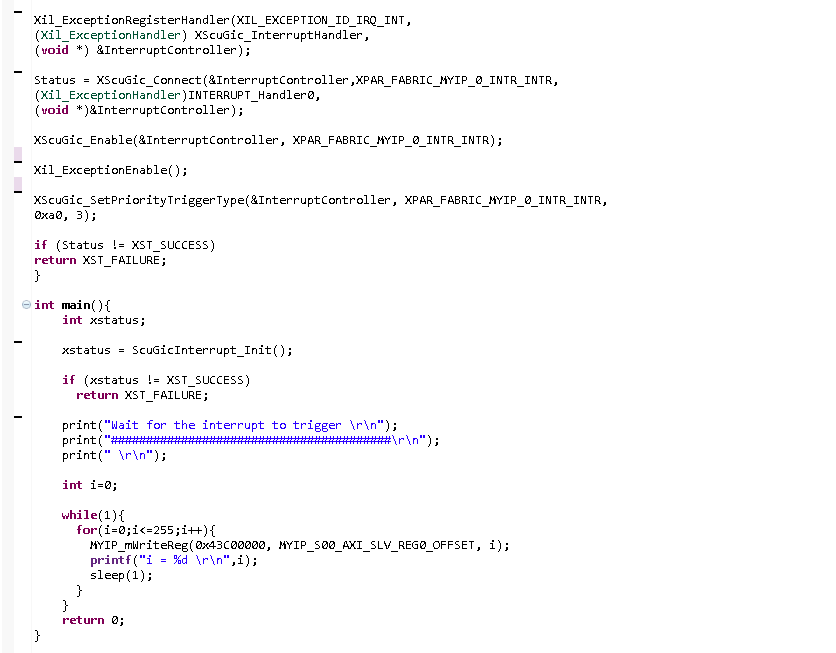 Xil_ExceptionRegisterHandler(XIL_EXCEPTION_ID_IRQ_INT,
(Xil_ExceptionHandler) XScuGic_InterruptHandler,
(void *) &InterruptController);
Status = XScuGic_Connect(&InterruptController,XPAR_FABRIC_MYIP_0_INTR_INTR,
(Xil_ExceptionHandler)INTERRUPT_Handler0,
(void *)&InterruptController);
XScuGic_Enable(&InterruptController, XPAR_FABRIC_MYIP_0_INTR_INTR);
Xil_ExceptionEnable();
XScuGic_SetPriorityTriggerType(&InterruptController, XPAR_FABRIC_MYIP_0_INTR_INTR,
0xa0, 3);
if (Status != XST_SUCCESS)
return XST_FAILURE;
}
int main(){
int xstatus;
xstatus = ScuGicInterrupt_Init();
if (xstatus != XST_SUCCESS)
return XST_FAILURE;
print("Wait for the interrupt to trigger \r\n");
print("########################################\r\n");
print(" \r\n");
int i=0;
while(1){
for(i=0;i<=255;i++){
MYIP_mWriteReg(0x43C00000, MYIP_S00_AXI_SLV_REG0_OFFSET, i);
printf("i = %d \r\n",i);
sleep(1);
}
}
return 0;
}